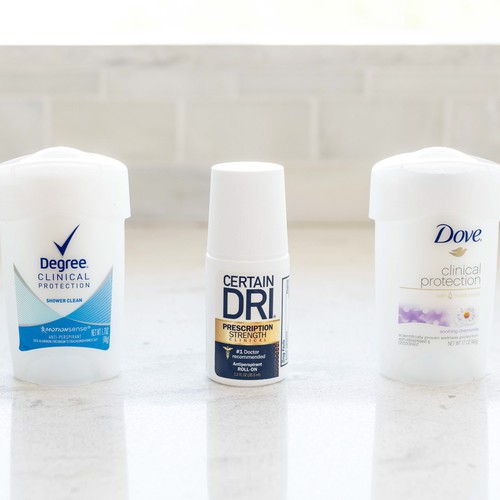 Degree.
CLINICAL
PROTECTION
SHOWER CLEAN
MOTIONSENSE
ANTI-PERSPIRANT
CERTAIN
DRI.
PRESCRIPTION
STRENGTH
CLINICAL
#1 Doctor
recommended
Antiperspirant
ROLL-ON
Dove
clinical
protection